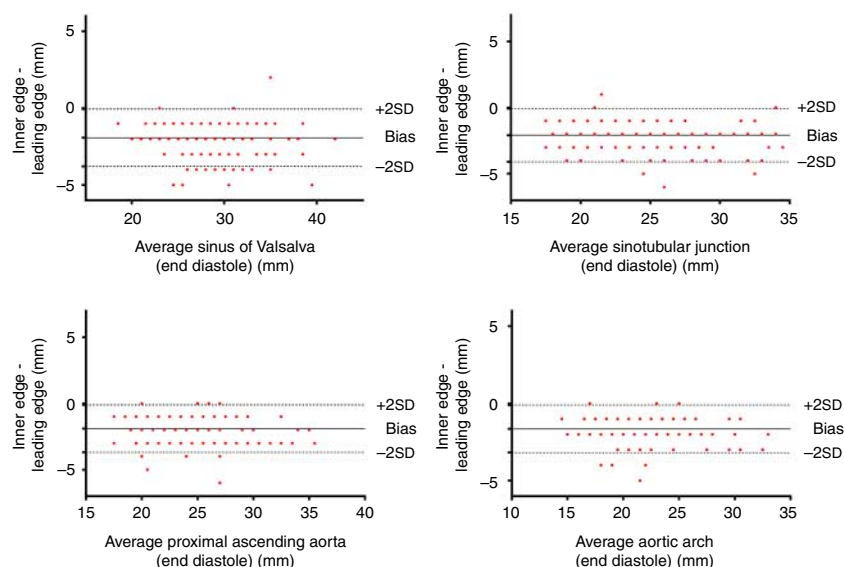 Inner edge -
leading edge (mm)
5
0
–5
+2SD
Bias
–2SD
20 30 40
Average sinus of Valsalva
(end diastole) (mm)
Inner edge -
leading edge (mm)
5
0
–5
+2SD
Bias
–2SD
15 20 25 30 35
Average sinotubular junction
(end diastole) (mm)
Inner edge -
leading edge (mm)
5
0
–5
+2SD
Bias
–2SD
15 20 25 30 35 40
Average proximal ascending aorta
(end diastole) (mm)
Inner edge -
leading edge (mm)
5
0
–5
+2SD
Bias
–2SD
10 15 20 25 30 35
Average aortic arch
(end diastole) (mm)